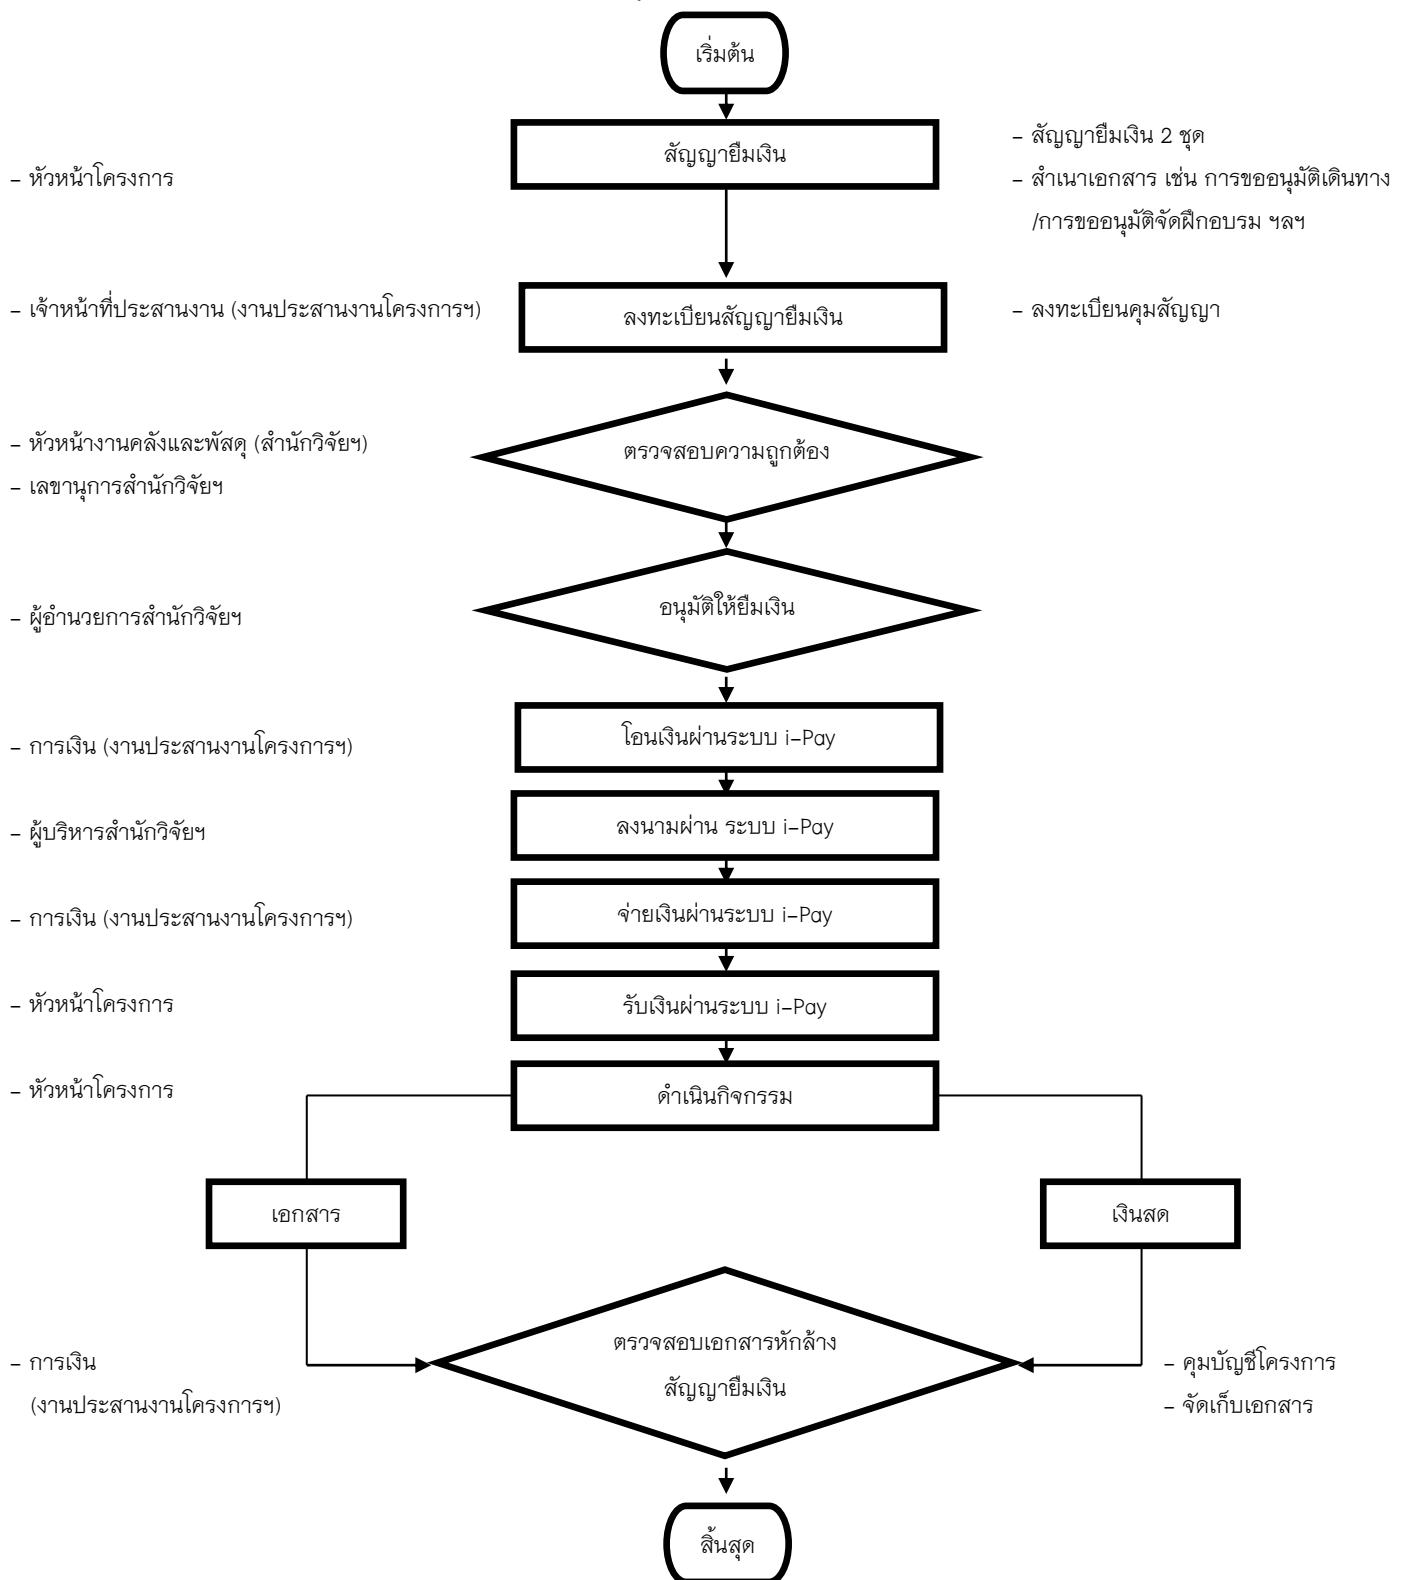 เริ่มต้น
สัญญายืมเงิน
– สัญญายืมเงิน 2 ชุด
– หัวหน้าโครงการ
– สำเนาเอกสาร เช่น การขออนุมัติเดินทาง
/การขออนุมัติจัดฝึกอบรม ฯลฯ
– เจ้าหน้าที่ประสานงาน (งานประสานงานโครงการฯ)
ลงทะเบียนสัญญายืมเงิน
– ลงทะเบียนคุมสัญญา
– หัวหน้างานคลังและพัสดุ (สำนักวิจัยฯ)
ตรวจสอบความถูกต้อง
– เลขานุการสำนักวิจัยฯ
อนุมัติให้ยืมเงิน
– ผู้อำนวยการสำนักวิจัยฯ
โอนเงินผ่านระบบ i–Pay
– การเงิน (งานประสานงานโครงการฯ)
ลงนามผ่าน ระบบ i–Pay
– ผู้บริหารสำนักวิจัยฯ
จ่ายเงินผ่านระบบ i–Pay
– การเงิน (งานประสานงานโครงการฯ)
– หัวหน้าโครงการ
รับเงินผ่านระบบ i–Pay
– หัวหน้าโครงการ
ดำเนินกิจกรรม
เอกสาร
เงินสด
ตรวจสอบเอกสารหักล้าง
สัญญายืมเงิน
– การเงิน
(งานประสานงานโครงการฯ)
– คุมบัญชีโครงการ
– จัดเก็บเอกสาร
สิ้นสุด